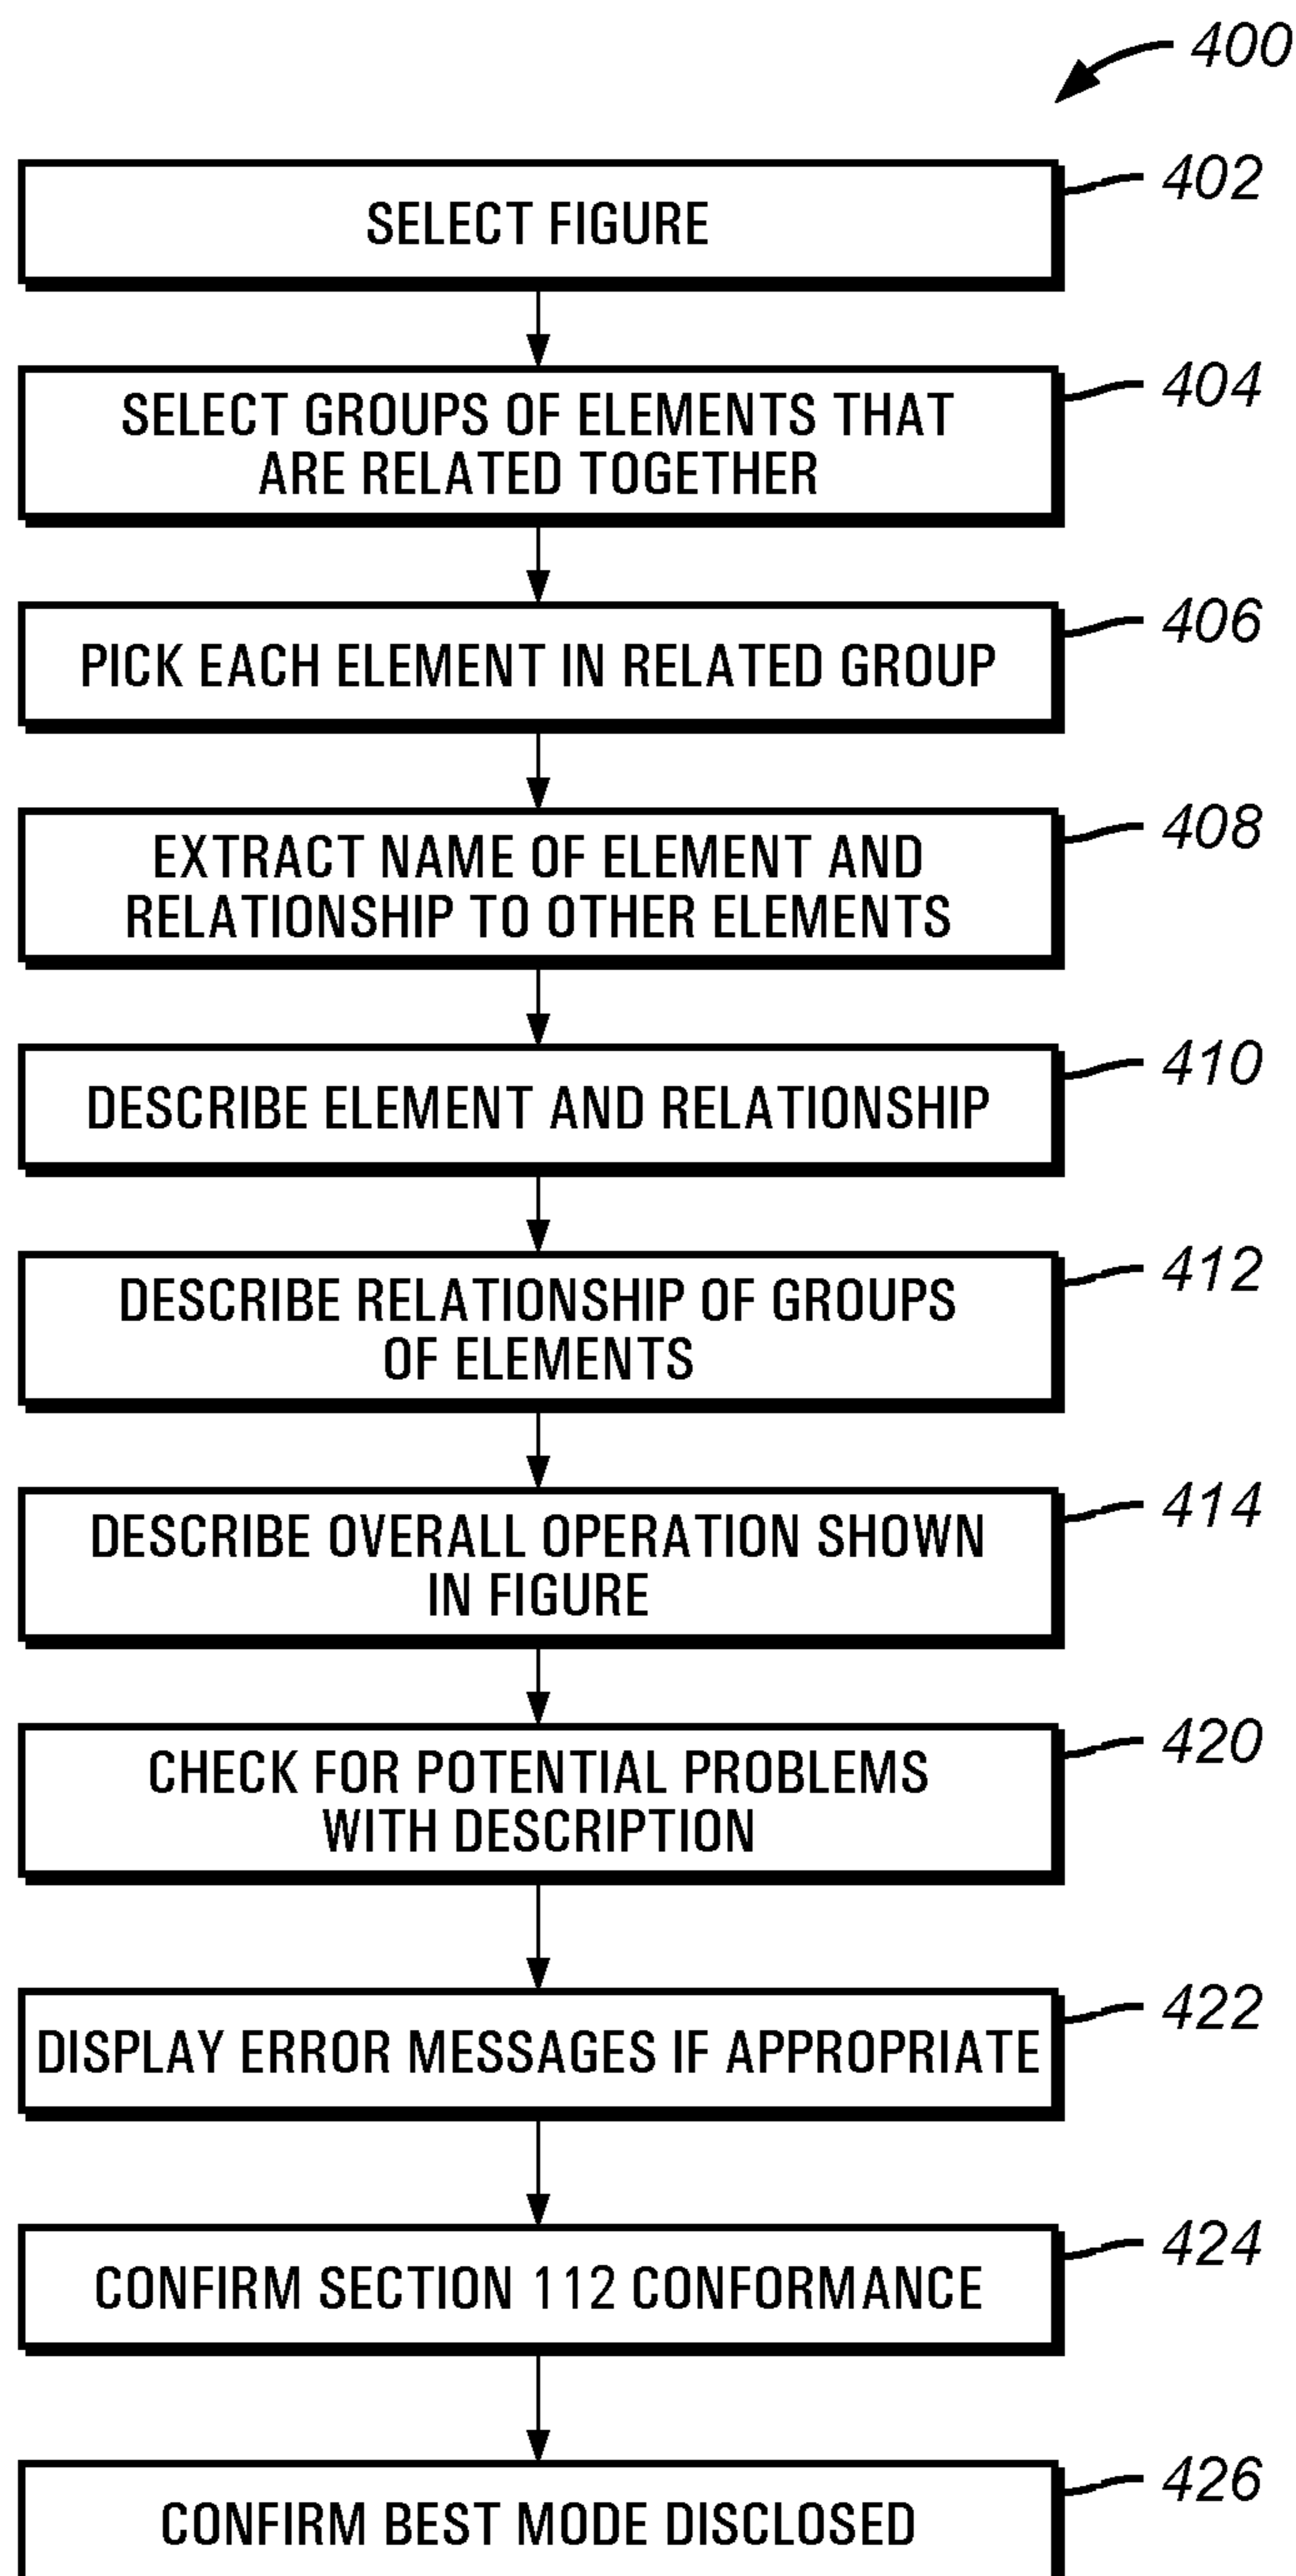 400
402
SELECT FIGURE
404
SELECT GROUPS OF ELEMENTS THAT
ARE RELATED TOGETHER
406
PICK EACH ELEMENT IN RELATED GROUP
408
EXTRACT NAME OF ELEMENT AND
RELATIONSHIP TO OTHER ELEMENTS
410
DESCRIBE ELEMENT AND RELATIONSHIP
412
DESCRIBE RELATIONSHIP OF GROUPS
OF ELEMENTS
414
DESCRIBE OVERALL OPERATION SHOWN
IN FIGURE
420
CHECK FOR POTENTIAL PROBLEMS
WITH DESCRIPTION
422
DISPLAY ERROR MESSAGES IF APPROPRIATE
424
CONFIRM SECTION 112 CONFORMANCE
426
CONFIRM BEST MODE DISCLOSED